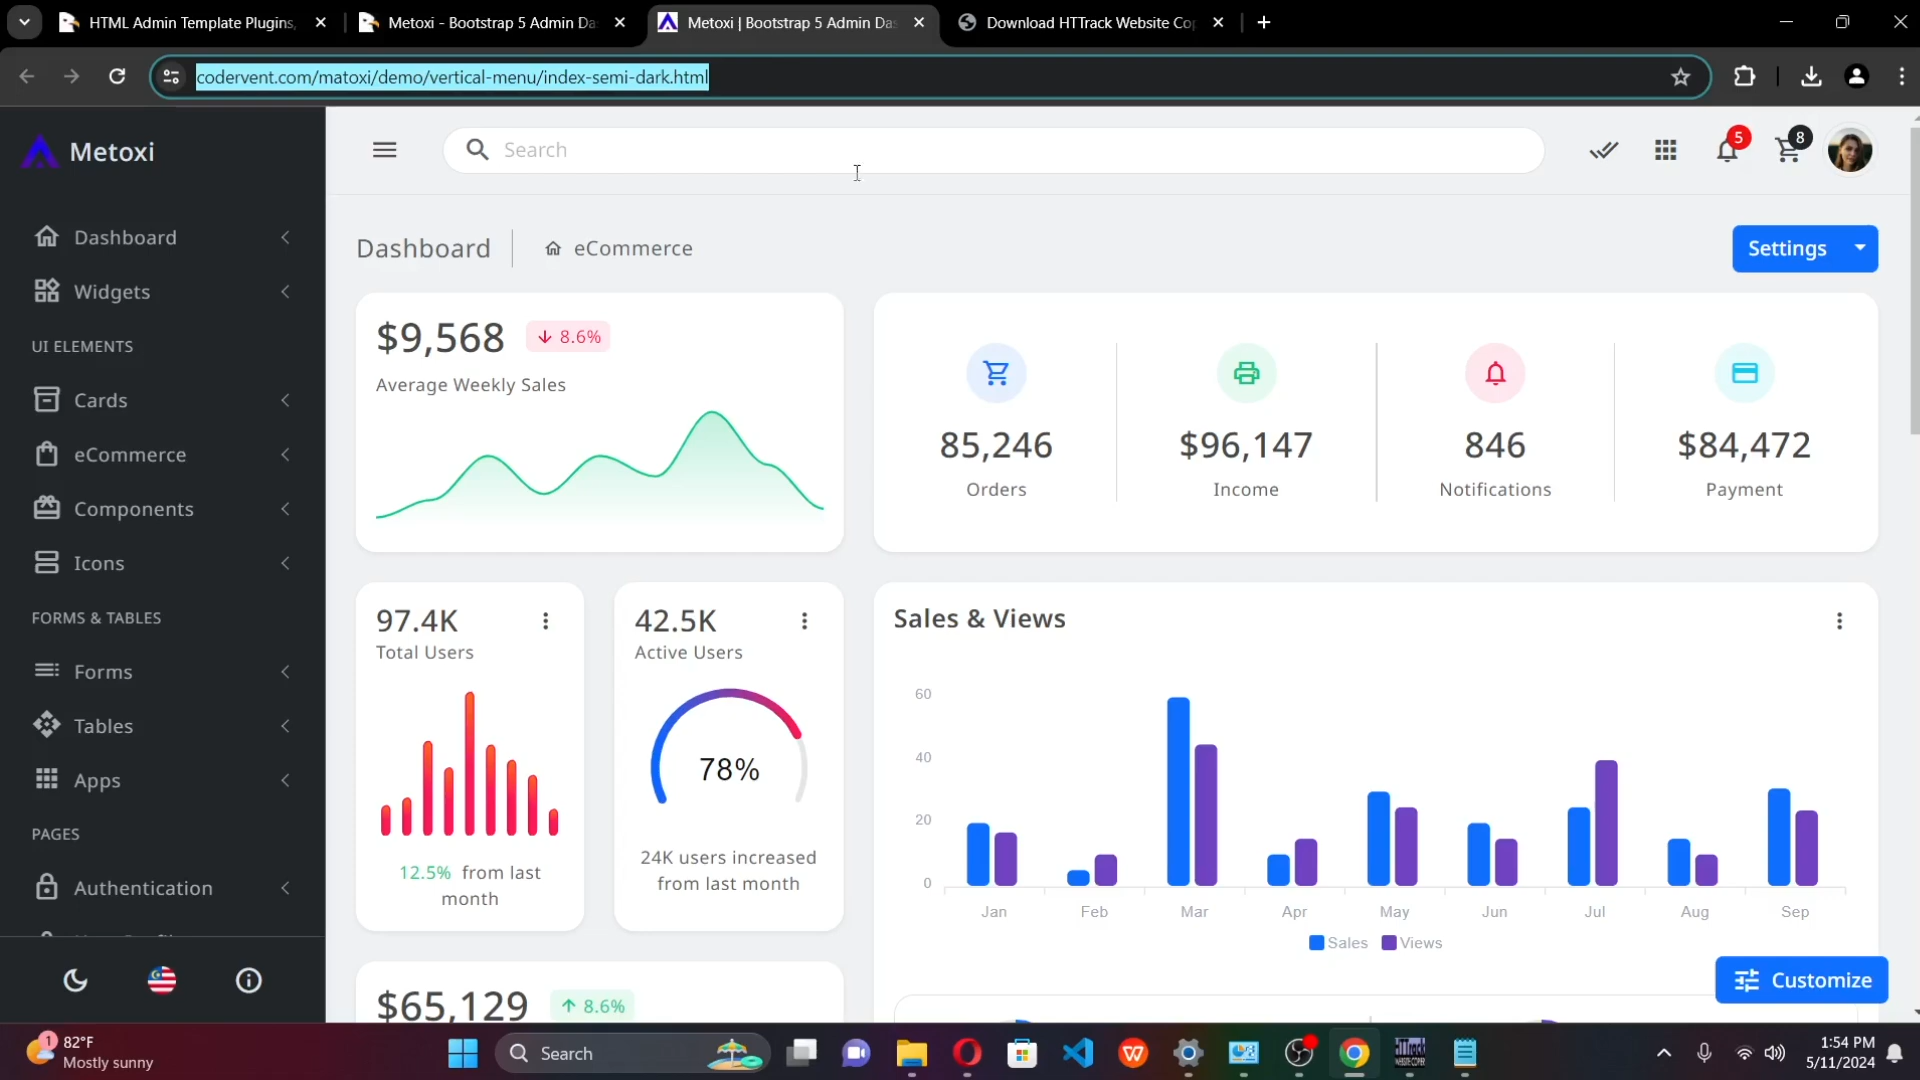 HTML Admin Template Plugins,
Metoxi - Bootstrap 5 Admin Da
Metoxi | Bootstrap 5 Admin Das
Download HTTrack Website Cop
codervent.com/matoxi/demo/vertical-menu/index-semi-dark.html
Metoxi
Search
5
8
Dashboard
Widgets
UI ELEMENTS
Cards
eCommerce
Components
Icons
FORMS & TABLES
Forms
Tables
Apps
PAGES
Authentication
Dashboard
eCommerce
Settings
$9,568
8.6%
Average Weekly Sales
85,246
Orders
$96,147
Income
846
Notifications
$84,472
Payment
97.4K
Total Users
12.5% from last
month
42.5K
Active Users
78%
24K users increased
from last month
Sales & Views
60
40
20
0
Jan Feb Mar Apr May Jun Jul Aug Sep
Sales Views
$65,129
8.6%
Customize
1
82°F
Mostly sunny
Search
1:54 PM
5/11/2024